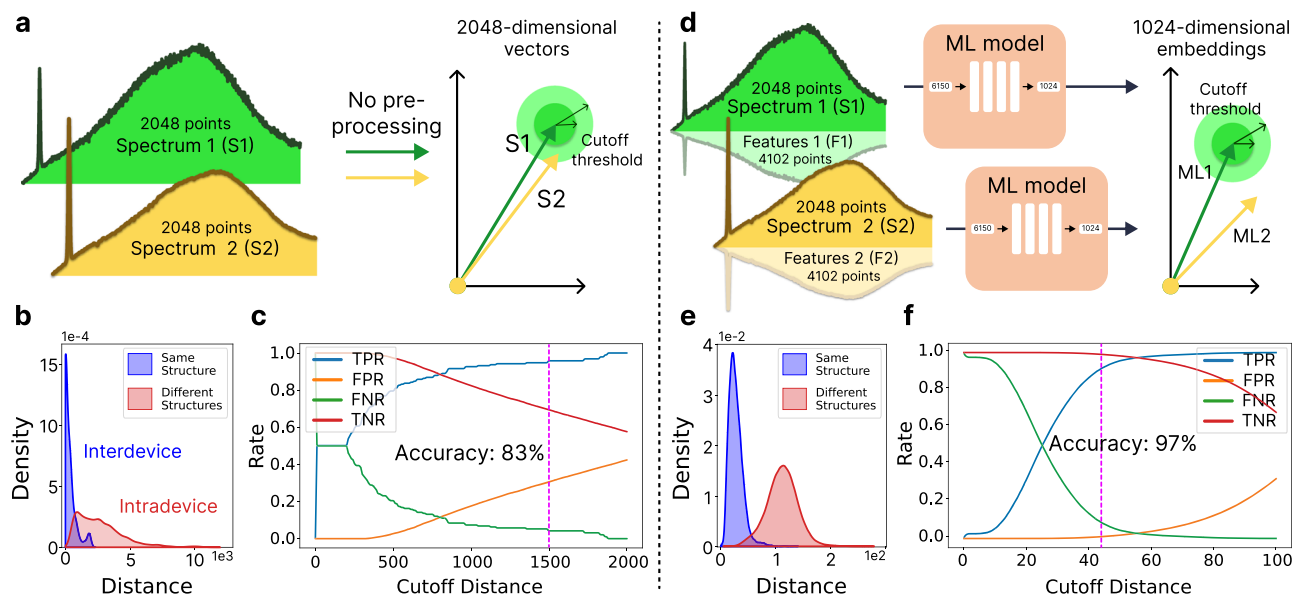 a
2048 points
Spectrum 1 (S1)
2048 points
Spectrum 2 (S2)
No pre-
processing
2048-dimensional
vectors
S1
S2
Cutoff
threshold
b
1e−4
15
10
5
0
Density
Same
Structure
Different
Structures
Interdevice
Intradevice
0
5
10
1e3
Distance
c
1.0
0.8
0.6
0.4
0.2
0.0
Rate
TPR
FPR
FNR
TNR
Accuracy: 83%
0
500
1000
1500
2000
Cutoff Distance
d
2048 points
Spectrum 1 (S1)
Features 1 (F1)
4102 points
2048 points
Spectrum 2 (S2)
Features 2 (F2)
4102 points
ML model
6150
1024
ML model
6150
1024
1024-dimensional
embeddings
Cutoff
threshold
ML1
ML2
e
1e−2
4
3
2
1
0
Density
Same
Structure
Different
Structures
0
1
2
1e2
Distance
f
1.0
0.8
0.6
0.4
0.2
0.0
Rate
TPR
FPR
FNR
TNR
Accuracy: 97%
0
20
40
60
80
100
Cutoff Distance